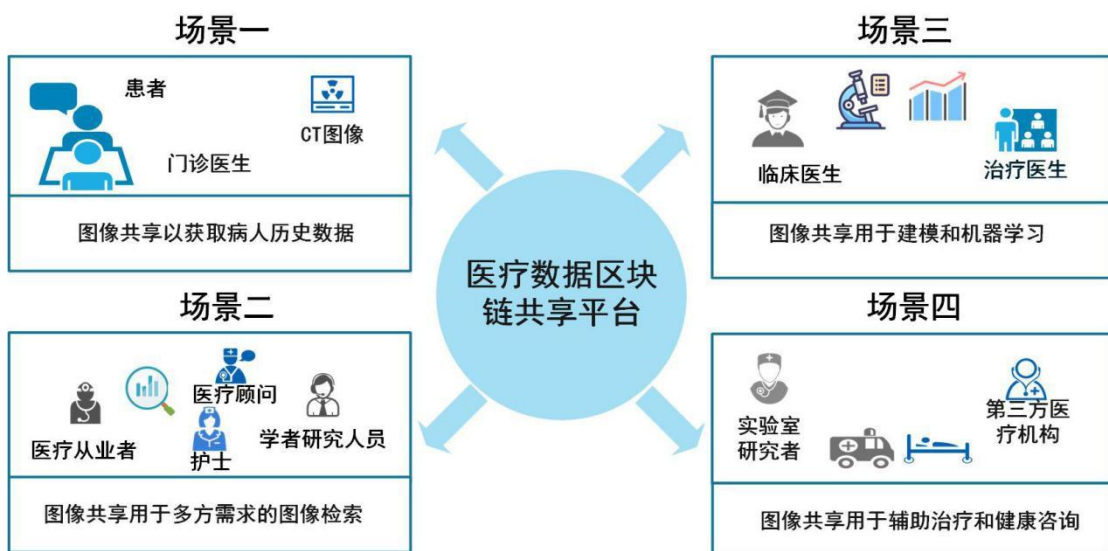 场景一
患者
CT图像
门诊医生
图像共享以获取病人历史数据
场景二
医疗顾问
医疗从业者
护士
学者研究人员
图像共享用于多方需求的图像检索
医疗数据区块
链共享平台
场景三
临床医生
治疗医生
图像共享用于建模和机器学习
场景四
实验室
研究者
第三方医
疗机构
图像共享用于辅助治疗和健康咨询